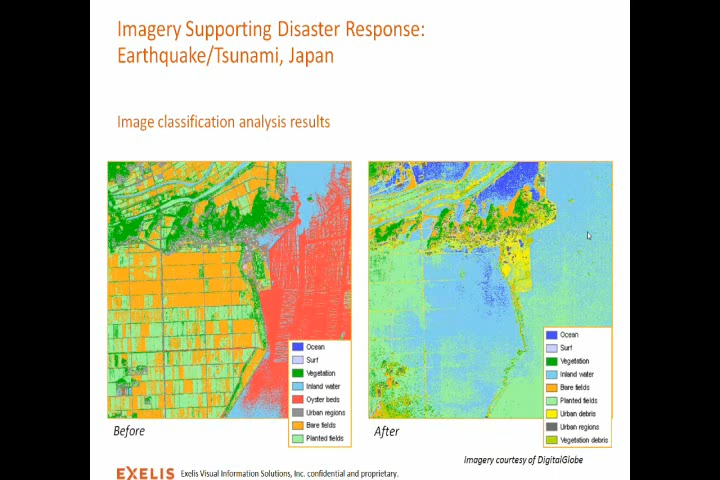 Imagery Supporting Disaster Response:
Earthquake/Tsunami, Japan
Image classification analysis results
Ocean
Surf
Vegetation
Inland water
Oyster beds
Urban regions
Bare fields
Planted fields
Ocean
Surf
Vegetation
Inland water
Bare fields
Planted fields
Urban debris
Urban regions
Vegetation debris
Before
After
Imagery courtesy of DigitalGlobe
EXELIS Exelis Visual Information Solutions, Inc. confidential and proprietary.